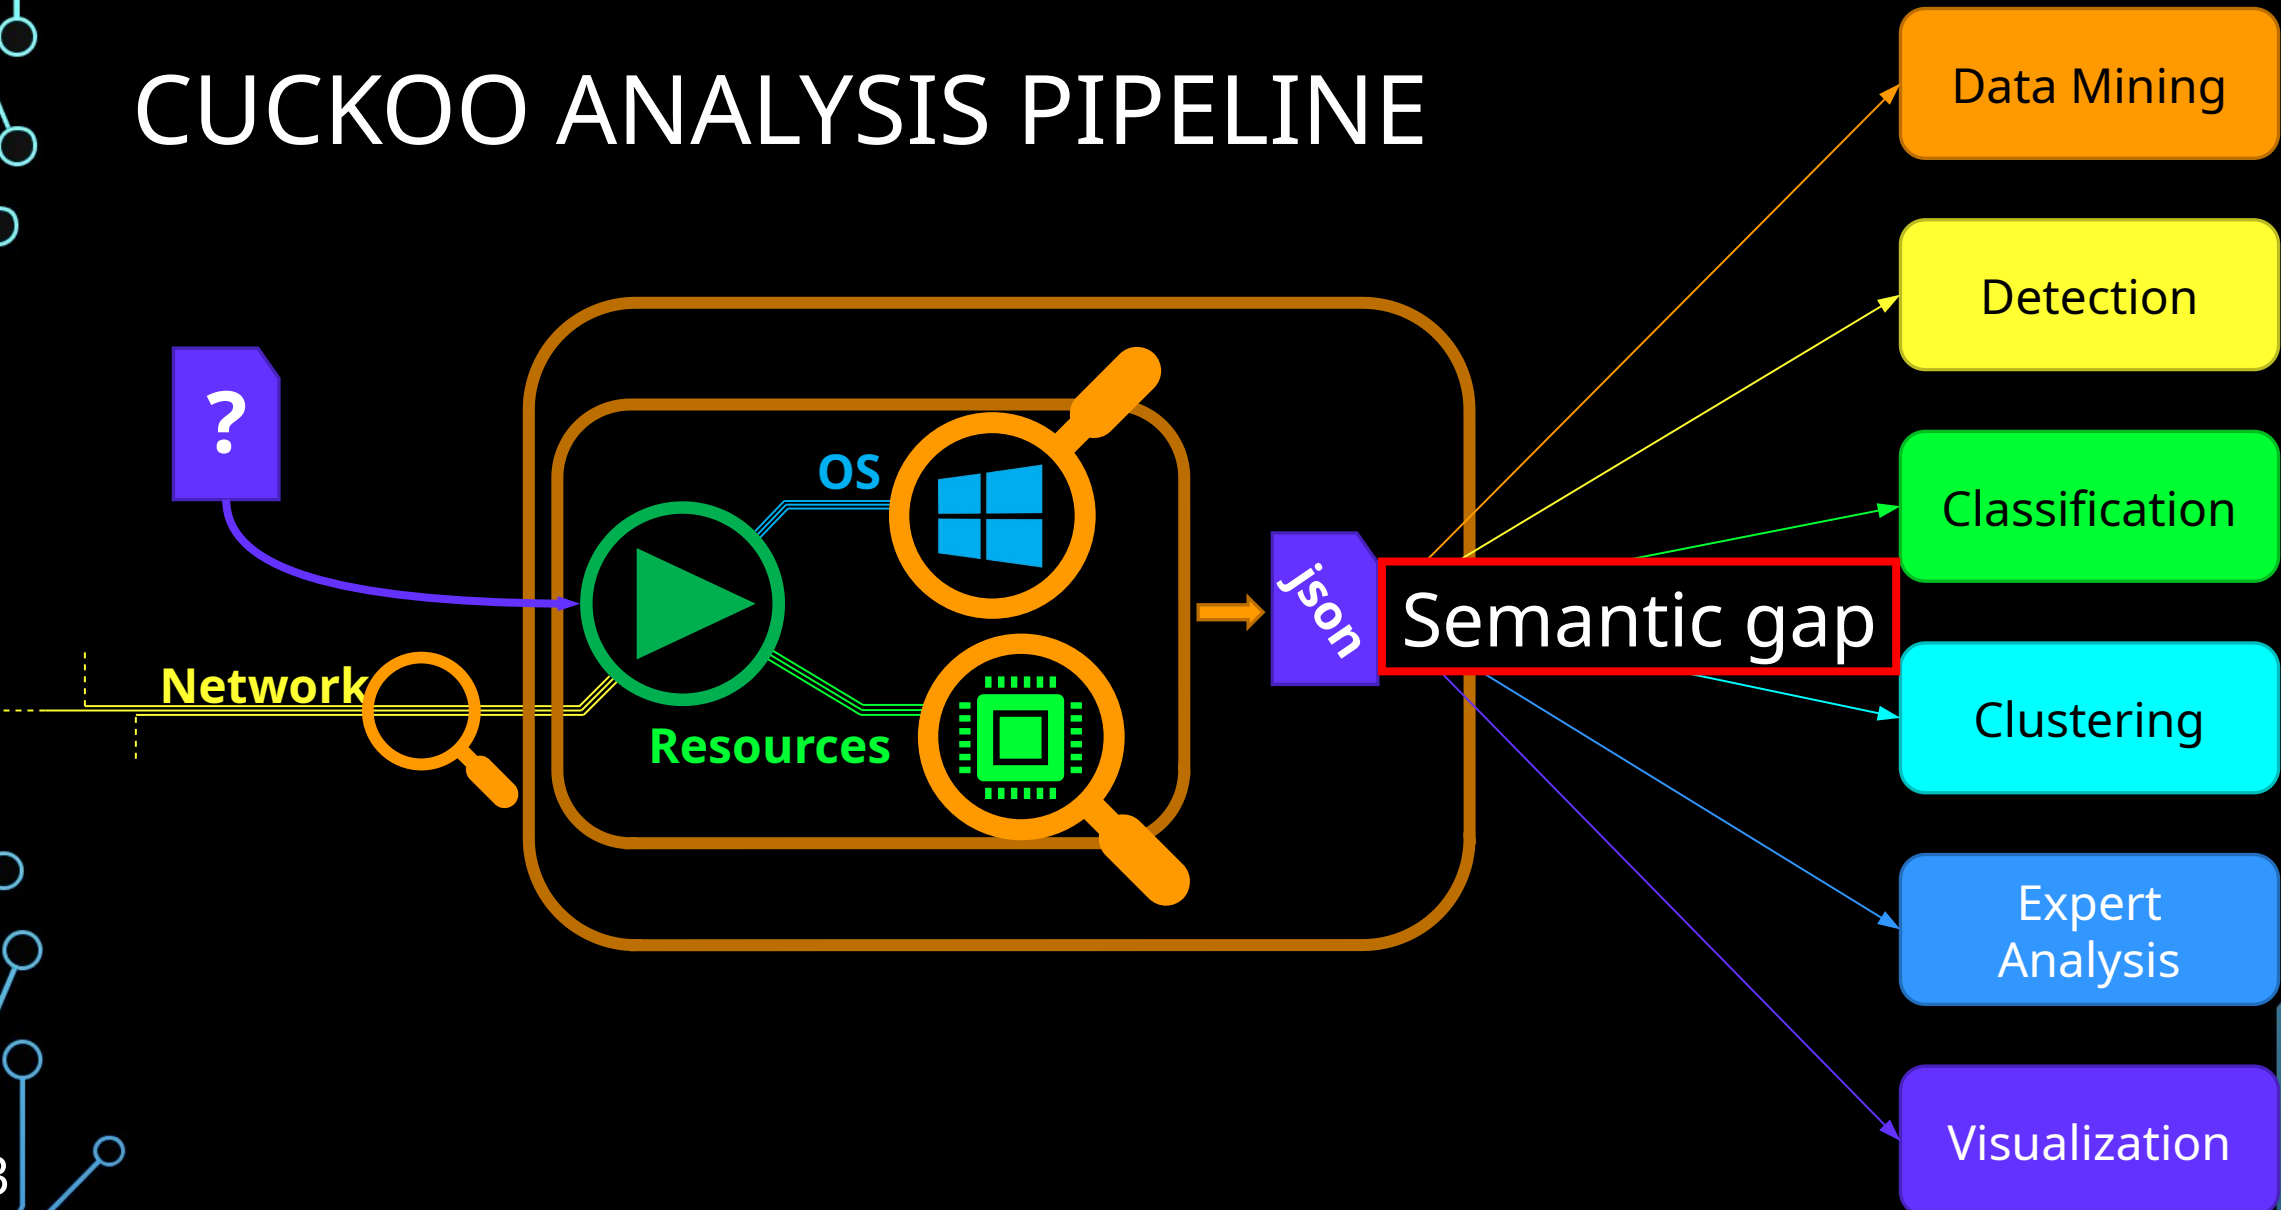 CUCKOO ANALYSIS PIPELINE
?
OS
Network
Resources
json
Semantic gap
Data Mining
Detection
Classification
Clustering
Expert
Analysis
Visualization